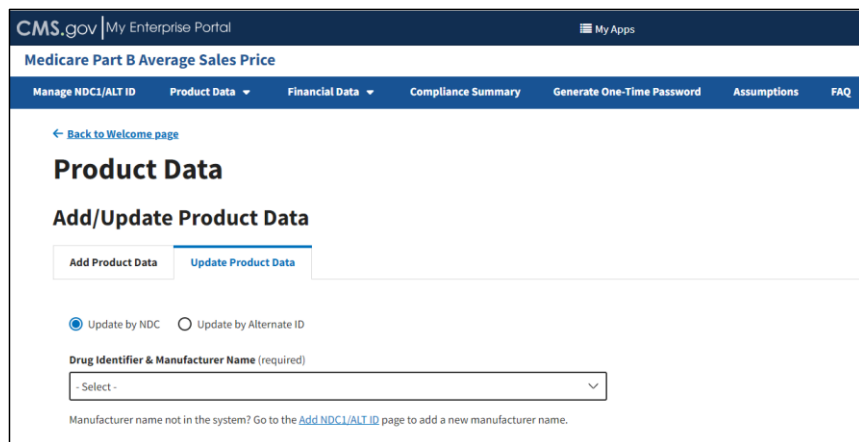 CMS.gov My Enterprise Portal
My Apps
Medicare Part B Average Sales Price
Manage NDC1/ALT ID Product Data Financial Data Compliance Summary Generate One-Time Password Assumptions FAQ
Back to Welcome page
Product Data
Add/Update Product Data
Add Product Data Update Product Data
Update by NDC Update by Alternate ID
Drug Identifier & Manufacturer Name (required)
- Select -
Manufacturer name not in the system? Go to the Add NDC1/ALT ID page to add a new manufacturer name.